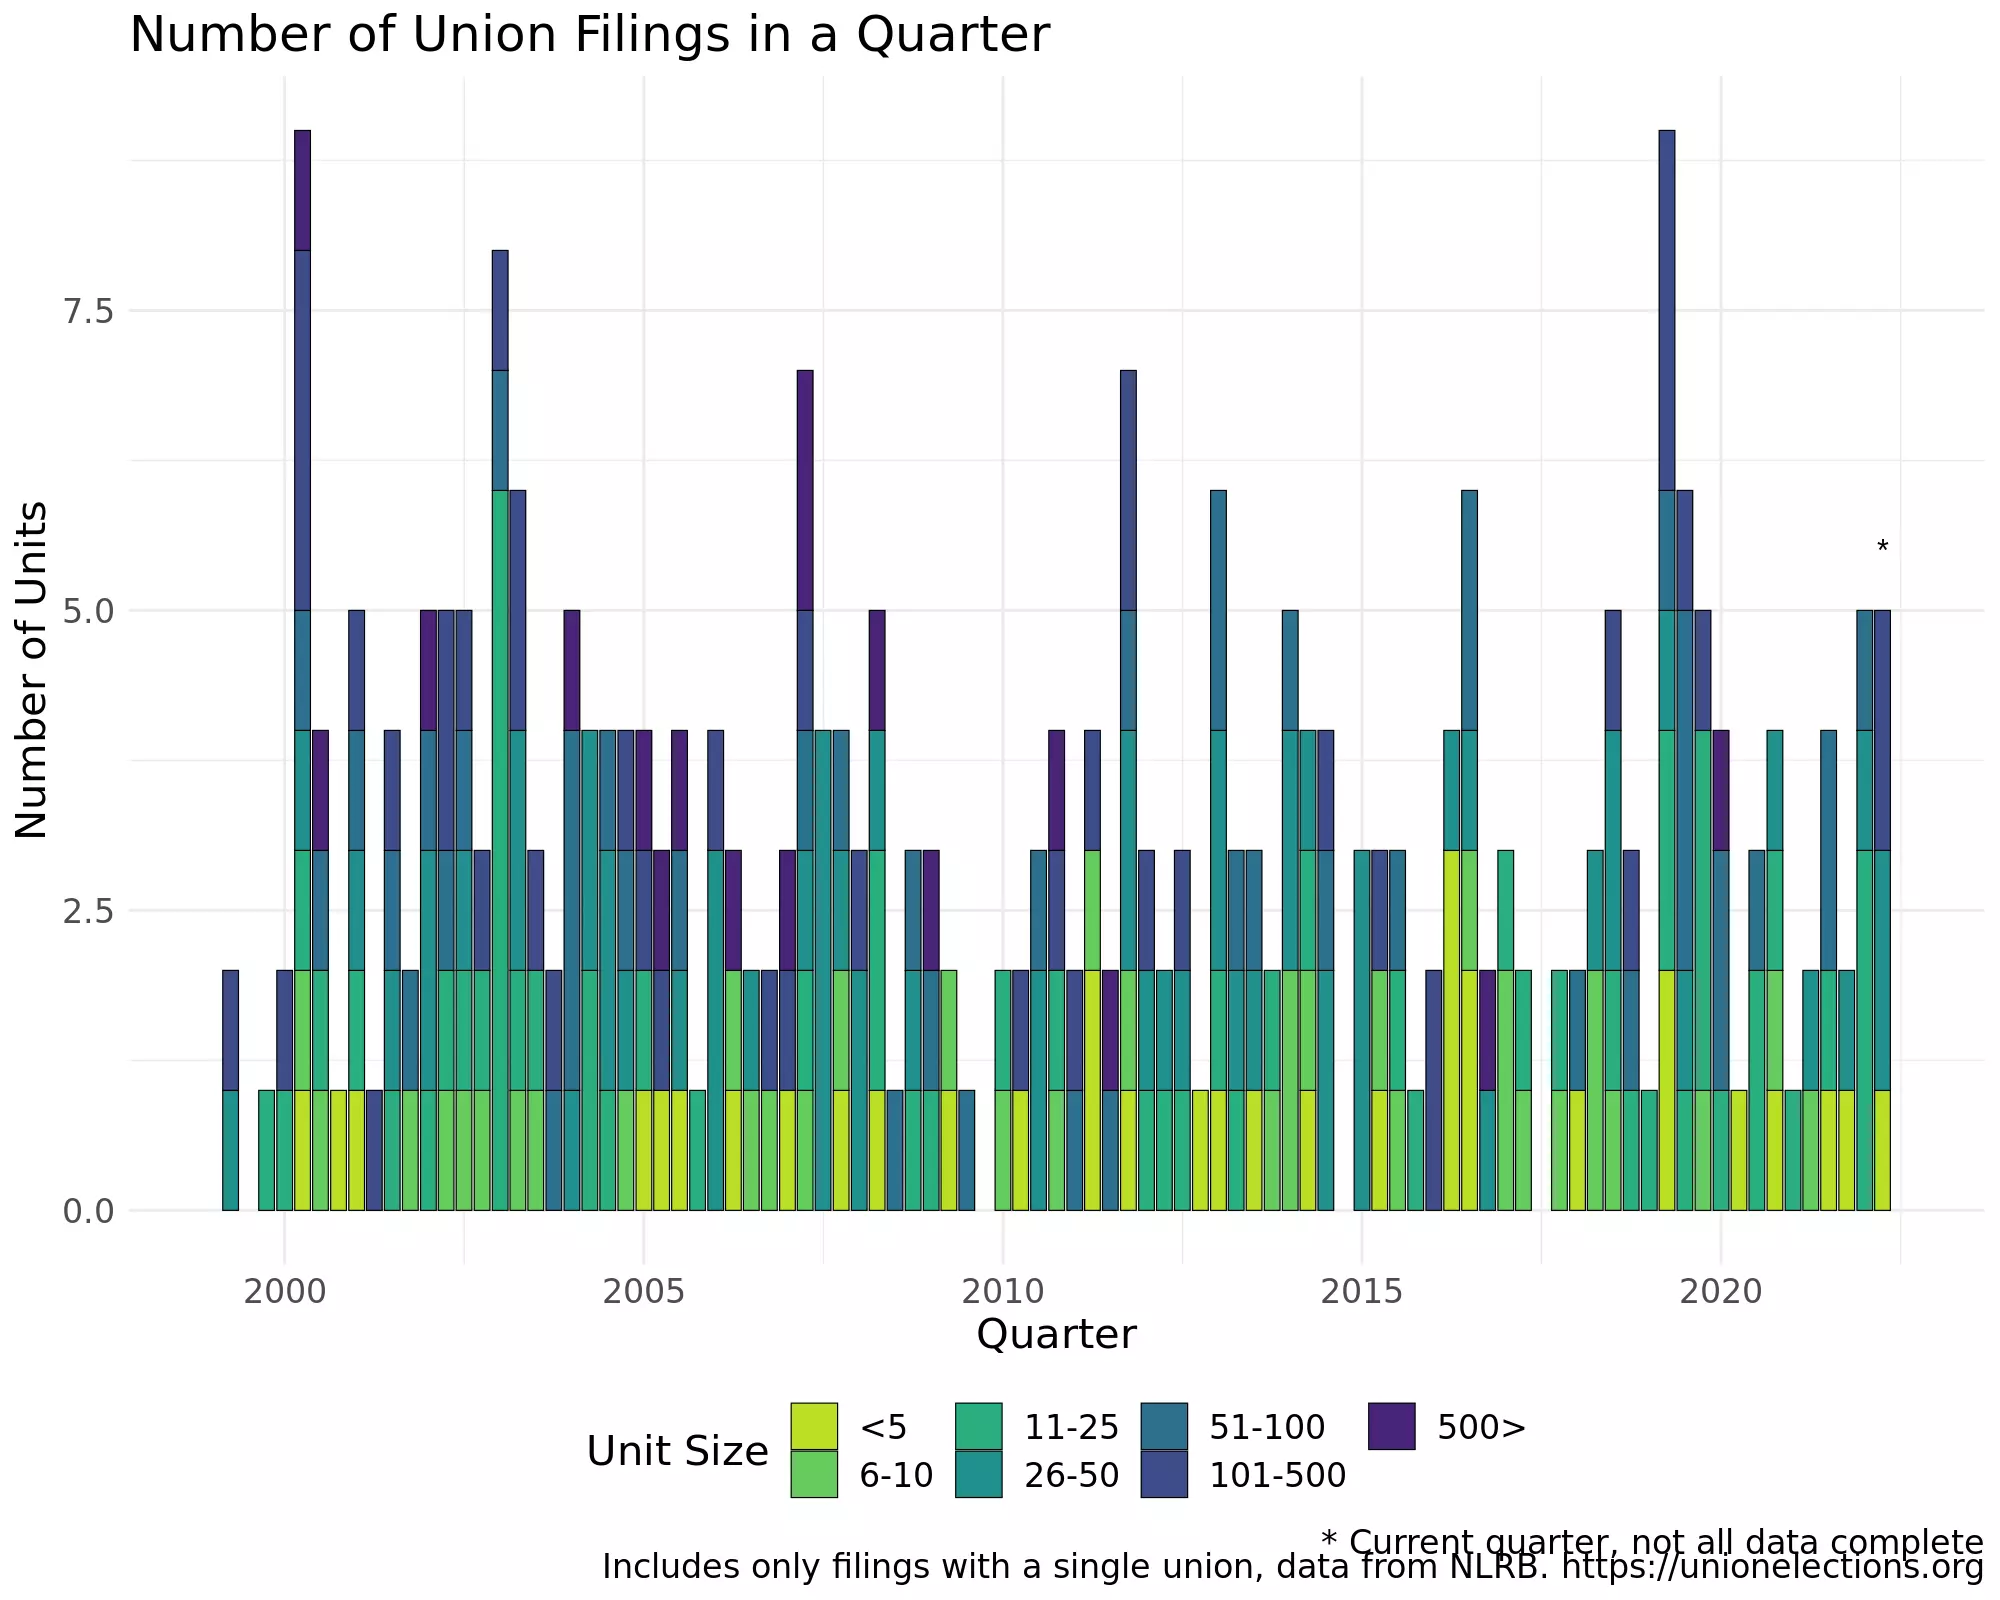 Number of Union Filings in a Quarter
Number of Units
7.5
5.0
2.5
0.0
*
2000 2005 2010 2015 2020
Quarter
Unit Size
<5 11-25 51-100 500>
6-10 26-50 101-500
* Current quarter, not all data complete
Includes only filings with a single union, data from NLRB. https://unionelections.org